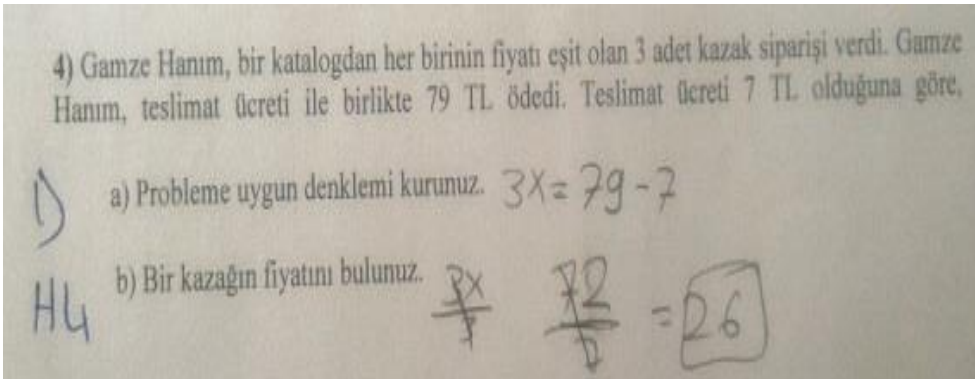 4) Gamze Hanım, bir katalogdan her birinin fiyatı eşit olan 3 adet kazak siparişi verdi. Gamze
Hanım, teslimat ücreti ile birlikte 79 TL ödedi. Teslimat ücreti 7 TL olduğuna göre,
D a) Probleme uygun denklemi kurunuz. 3x=79-7
H4 b) Bir kazağın fiyatını bulunuz. 72 = 26